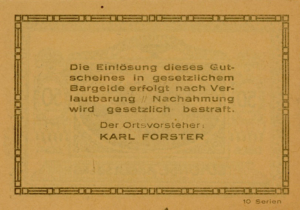 Die Einlösung dieses Gut-
scheines in gesetzlichem
Bargelde erfolgt nach Ver-
lautbarung // Nachahmung
wird gesetzlich bestraft.
Der Ortsvorsteher:
KARL FORSTER
10 Serien